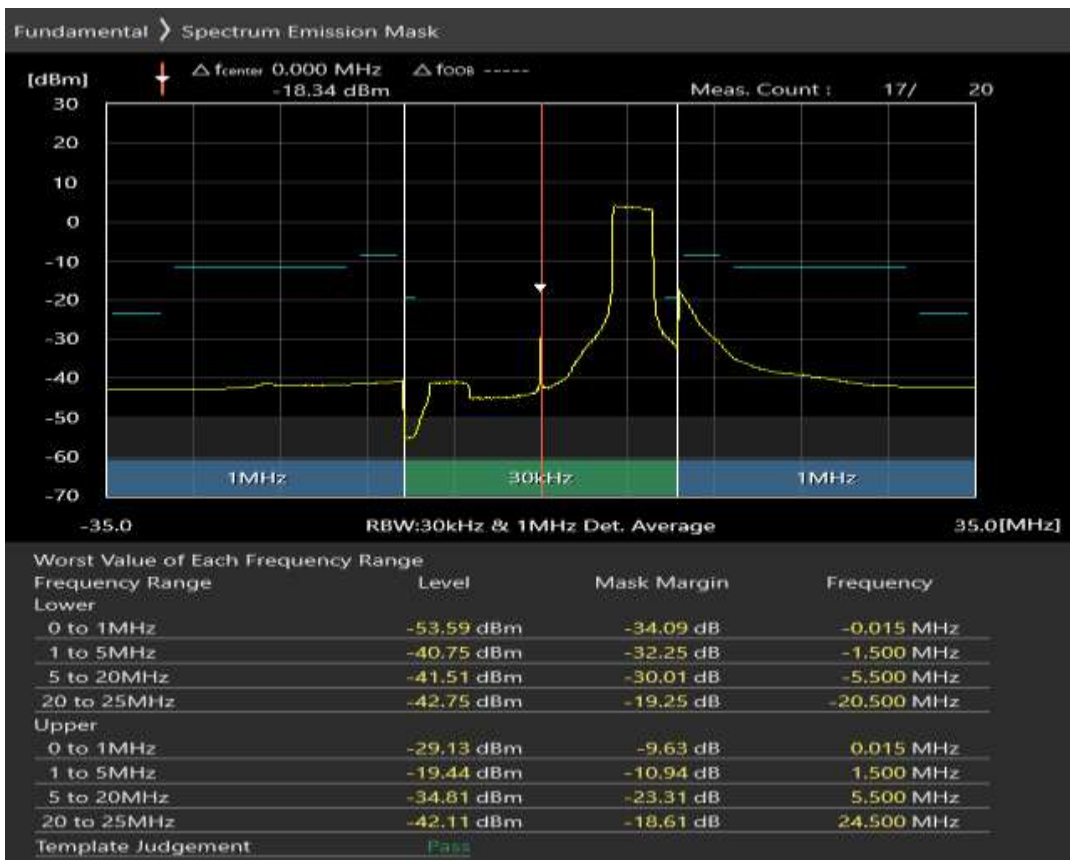 Fundamental 》 Spectrum Emission Mask
[dBm] △ fcenter 0.000 MHz △ fOOB -----
-18.34 dBm Meas. Count : 17/ 20
30
20
10
0
-10
-20
-30
-40
-50
-60
1MHz 30kHz 1MHz
-70
-35.0 RBW:30kHz & 1MHz Det. Average 35.0[MHz]
Worst Value of Each Frequency Range
Frequency Range Level Mask Margin Frequency
Lower
0 to 1MHz -53.59 dBm -34.09 dB -0.015 MHz
1 to 5MHz -40.75 dBm -32.25 dB -1.500 MHz
5 to 20MHz -41.51 dBm -30.01 dB -5.500 MHz
20 to 25MHz -42.75 dBm -19.25 dB -20.500 MHz
Upper
0 to 1MHz -29.13 dBm -9.63 dB 0.015 MHz
1 to 5MHz -19.44 dBm -10.94 dB 1.500 MHz
5 to 20MHz -34.81 dBm -23.31 dB 5.500 MHz
20 to 25MHz -42.11 dBm -18.61 dB 24.500 MHz
Template Judgement Pass